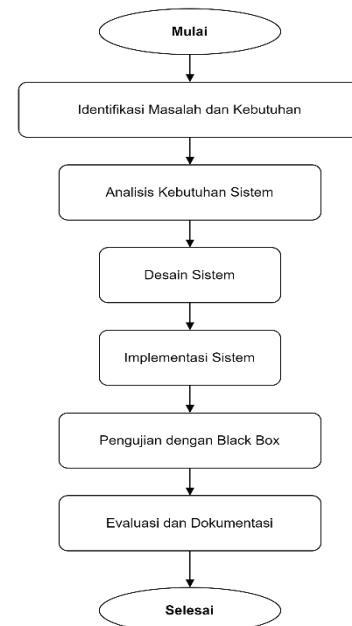 Mulai
Identifikasi Masalah dan Kebutuhan
Analisis Kebutuhan Sistem
Desain Sistem
Implementasi Sistem
Pengujian dengan Black Box
Evaluasi dan Dokumentasi
Selesai